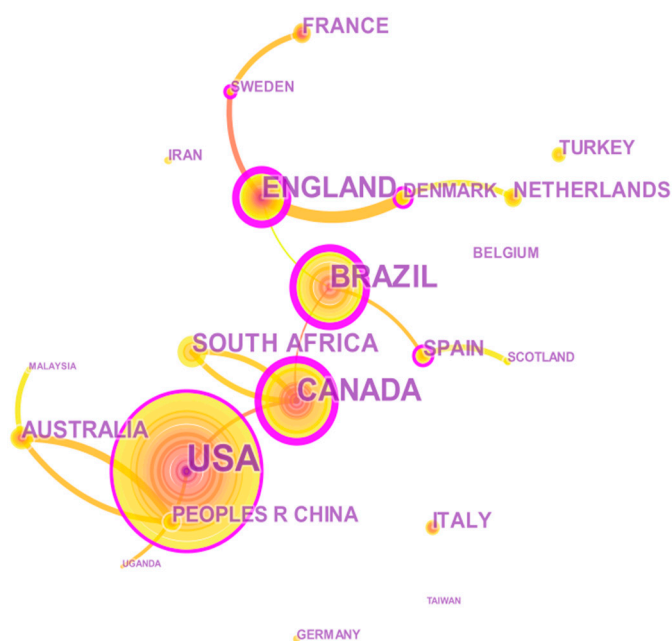 FRANCE
SWEDEN
IRAN
TURKEY
ENGLAND
DENMARK
NETHERLANDS
BELGIUM
BRAZIL
SOUTH AFRICA
SPAIN
SCOTLAND
MALAYSIA
CANADA
AUSTRALIA
USA
PEOPLES R CHINA
ITALY
UGANDA
TAIWAN
GERMANY